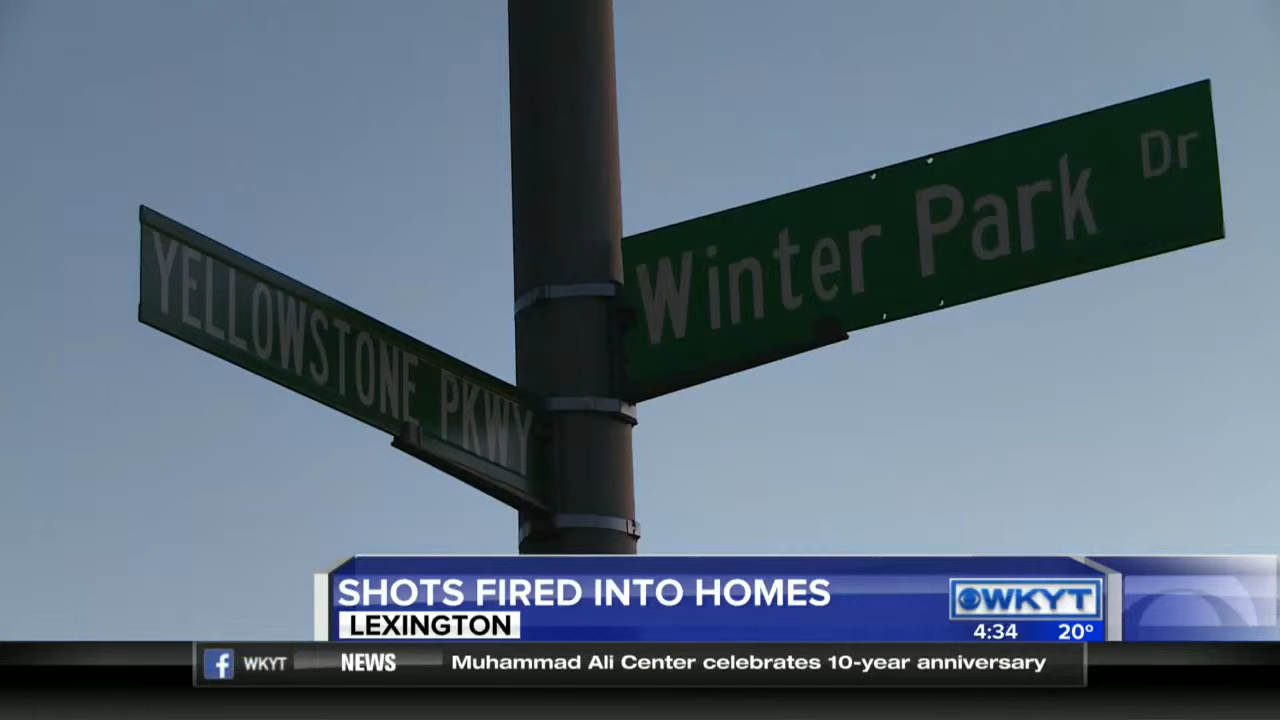 YELLOWSTONE PKWY
Winter Park Dr
SHOTS FIRED INTO HOMES
LEXINGTON
WKYT
4:34 20°
f WKYT NEWS Muhammad Ali Center celebrates 10-year anniversary